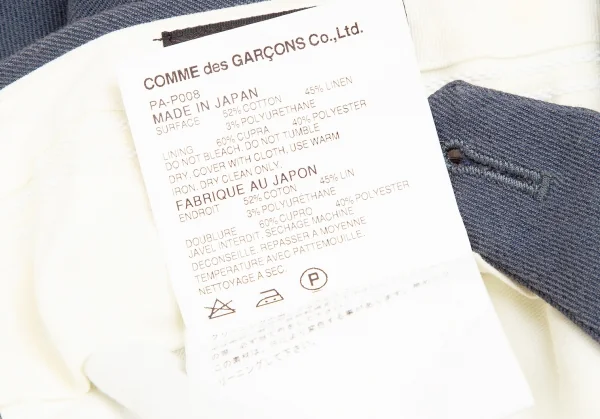 COMME des GARÇONS Co.,Ltd.
PA-P008
MADE IN JAPAN
SURFACE 52% COTTON 45% LINEN
3% POLYURETHANE
LINING 60% CUPRA 40% POLYESTER
DO NOT BLEACH. DO NOT TUMBLE
DRY. COVER WITH CLOTH, USE WARM
IRON. DRY CLEAN ONLY.
FABRIQUE AU JAPON
ENDROIT 52% COTON 45% LIN
3% POLYURETHANE
DOUBLURE 60% CUPRO 40% POLYESTER
JAVEL INTERDIT. SECHAGE MACHINE
DECONSEILLE. REPASSER A MOYENNE
TEMPERATURE AVEC PATTEMOUILLE.
NETTOYAGE A SEC.
P